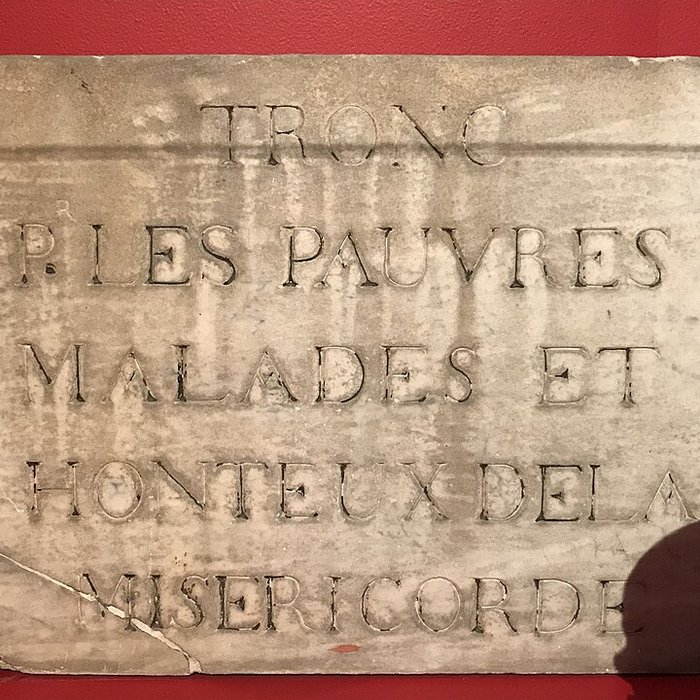 TRONC
P.R LES PAUVRES
MALADES ET
HONTEUX DE LA
MISERICORDE